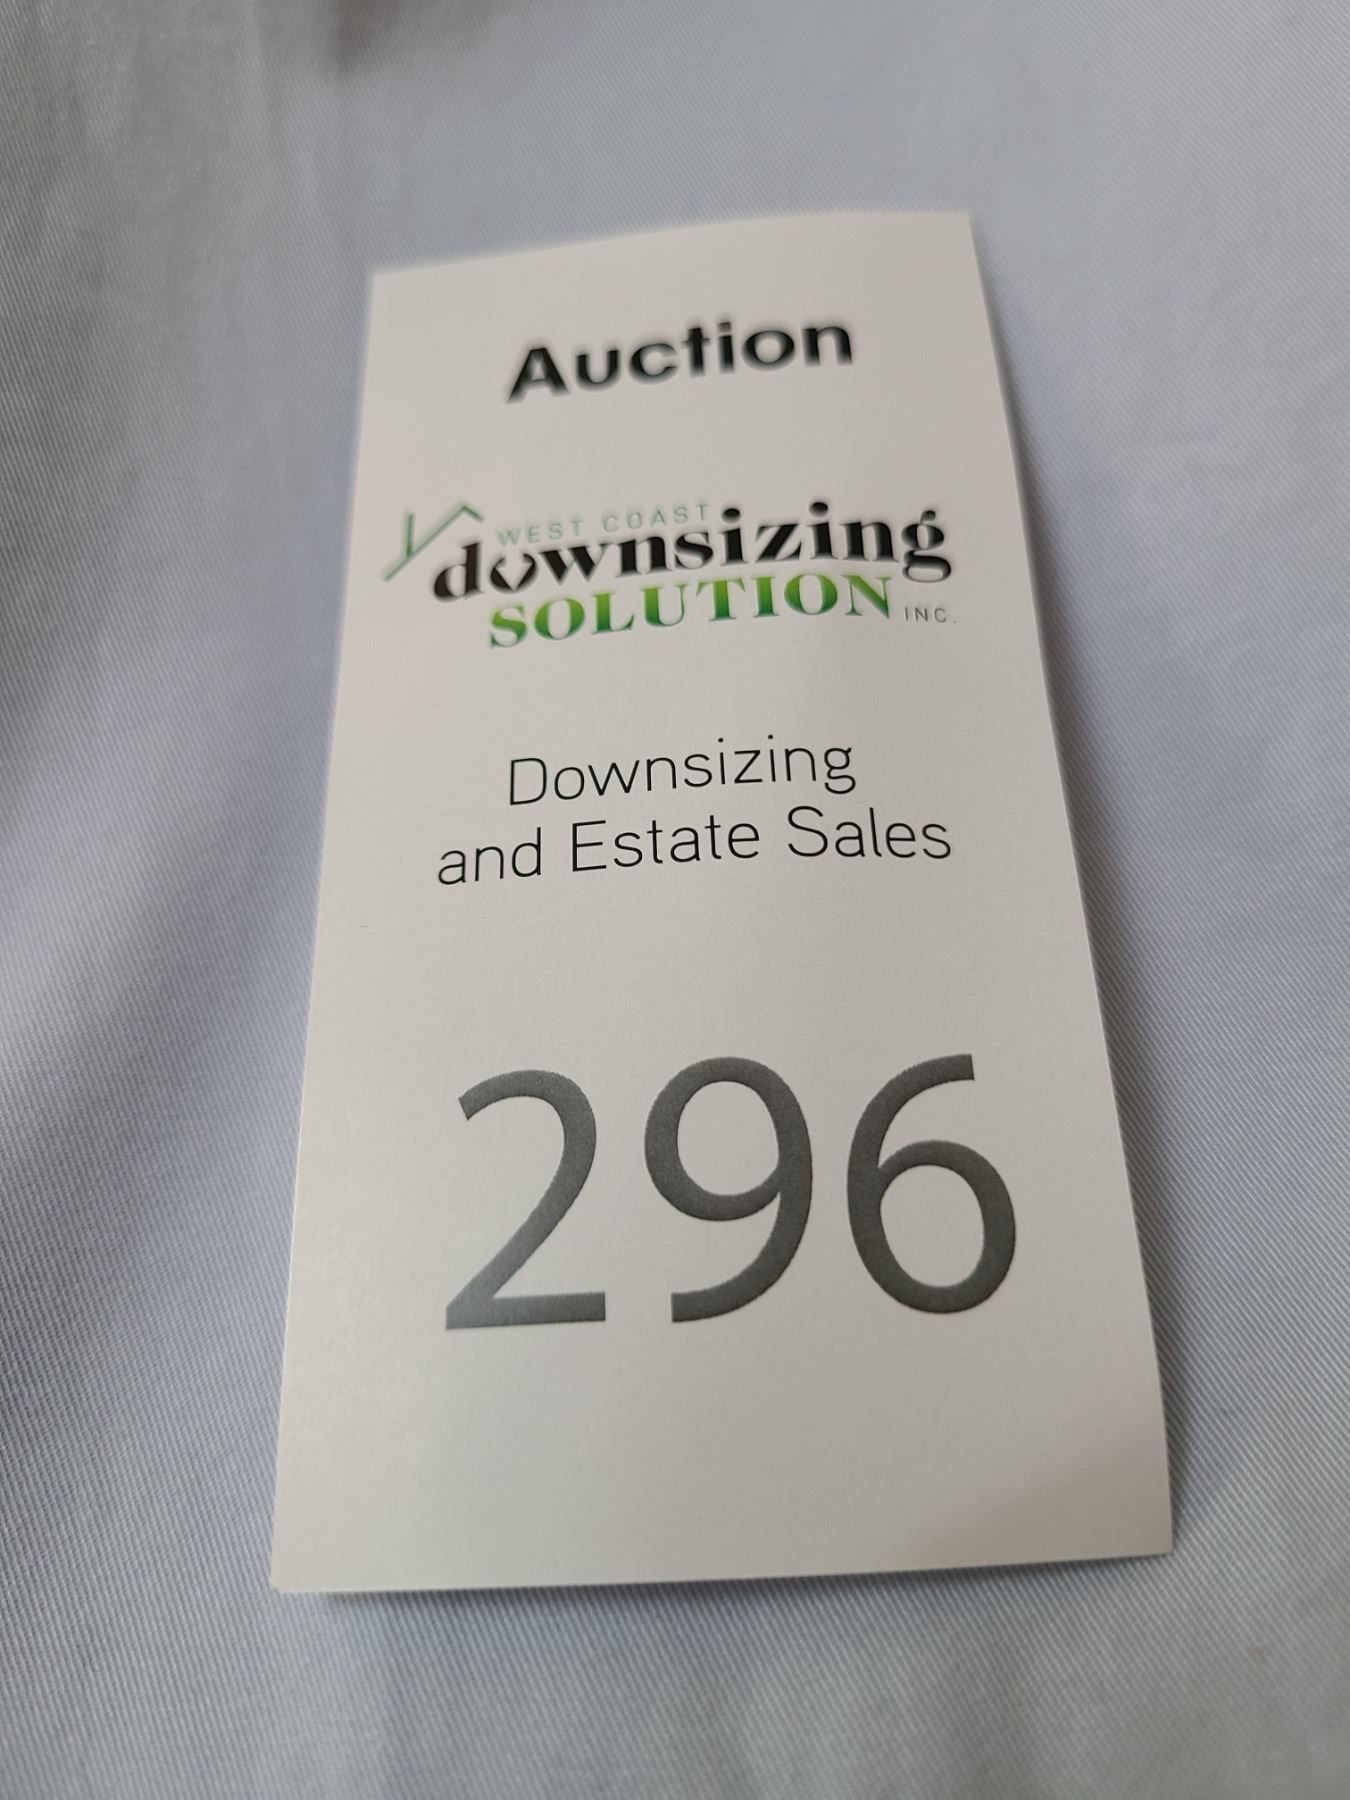 Auction
WEST COAST
downsizing
SOLUTION INC.
Downsizing
and Estate Sales
296